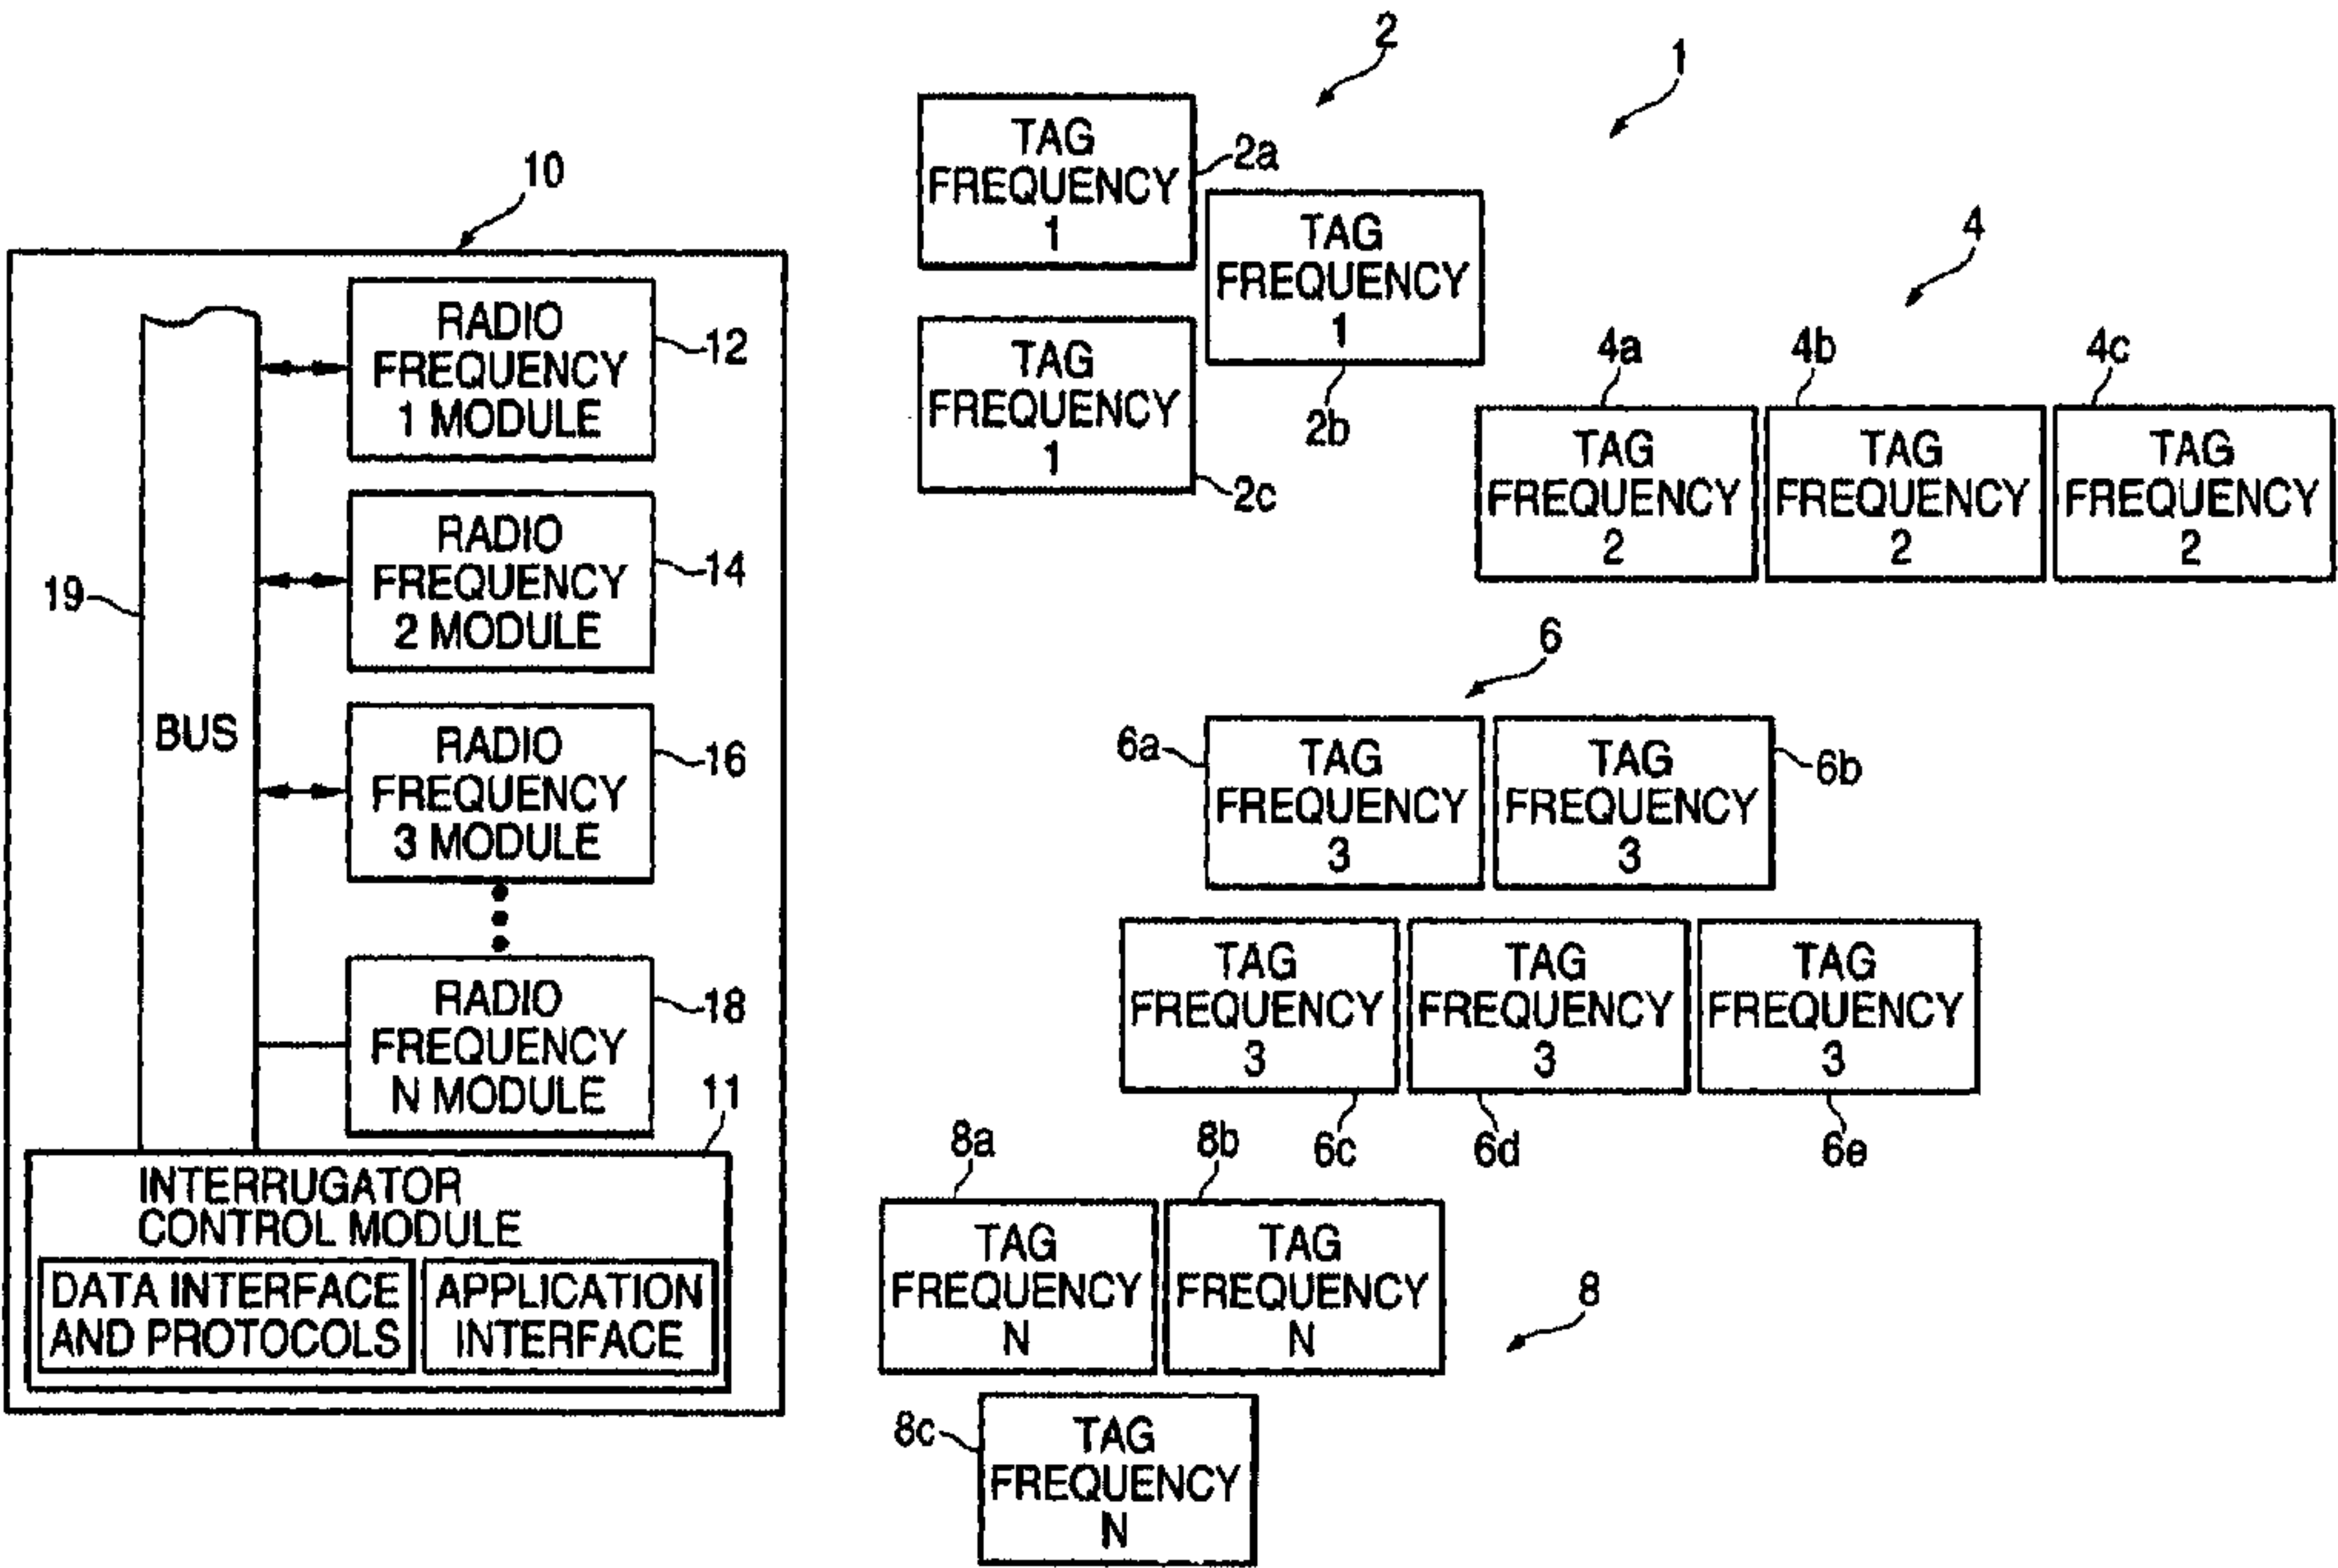 10
RADIO
FREQUENCY
1 MODULE
12
RADIO
FREQUENCY
2 MODULE
14
19
BUS
RADIO
FREQUENCY
3 MODULE
16
RADIO
FREQUENCY
N MODULE
18
11
INTERRUGATOR
CONTROL MODULE
DATA INTERFACE
AND PROTOCOLS
APPLICATION
INTERFACE
2
1
TAG
FREQUENCY
1
2a
TAG
FREQUENCY
1
2b
TAG
FREQUENCY
1
2c
4
4a
4b
4c
TAG
FREQUENCY
2
TAG
FREQUENCY
2
TAG
FREQUENCY
2
6
6a
TAG
FREQUENCY
3
TAG
FREQUENCY
3
6b
TAG
FREQUENCY
3
TAG
FREQUENCY
3
TAG
FREQUENCY
3
6c
6d
6e
8a
8b
TAG
FREQUENCY
N
TAG
FREQUENCY
N
8
8c
TAG
FREQUENCY
N